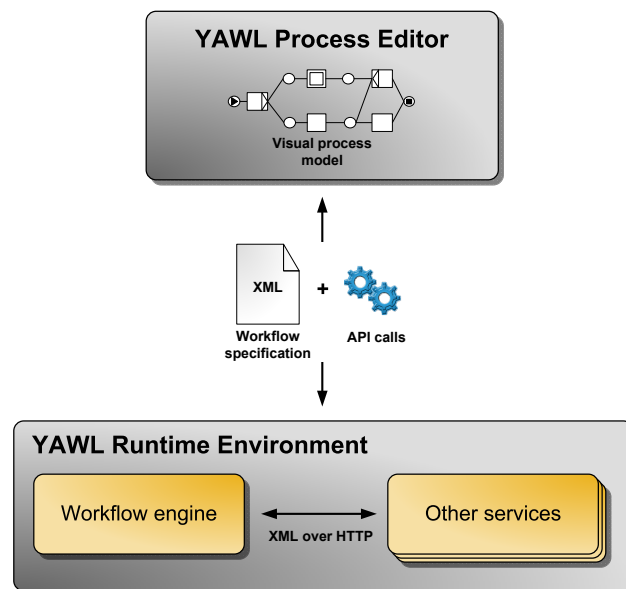 YAWL Process Editor
Visual process
model
XML
+
Workflow
specification
API calls
YAWL Runtime Environment
Workflow engine
XML over HTTP
Other services